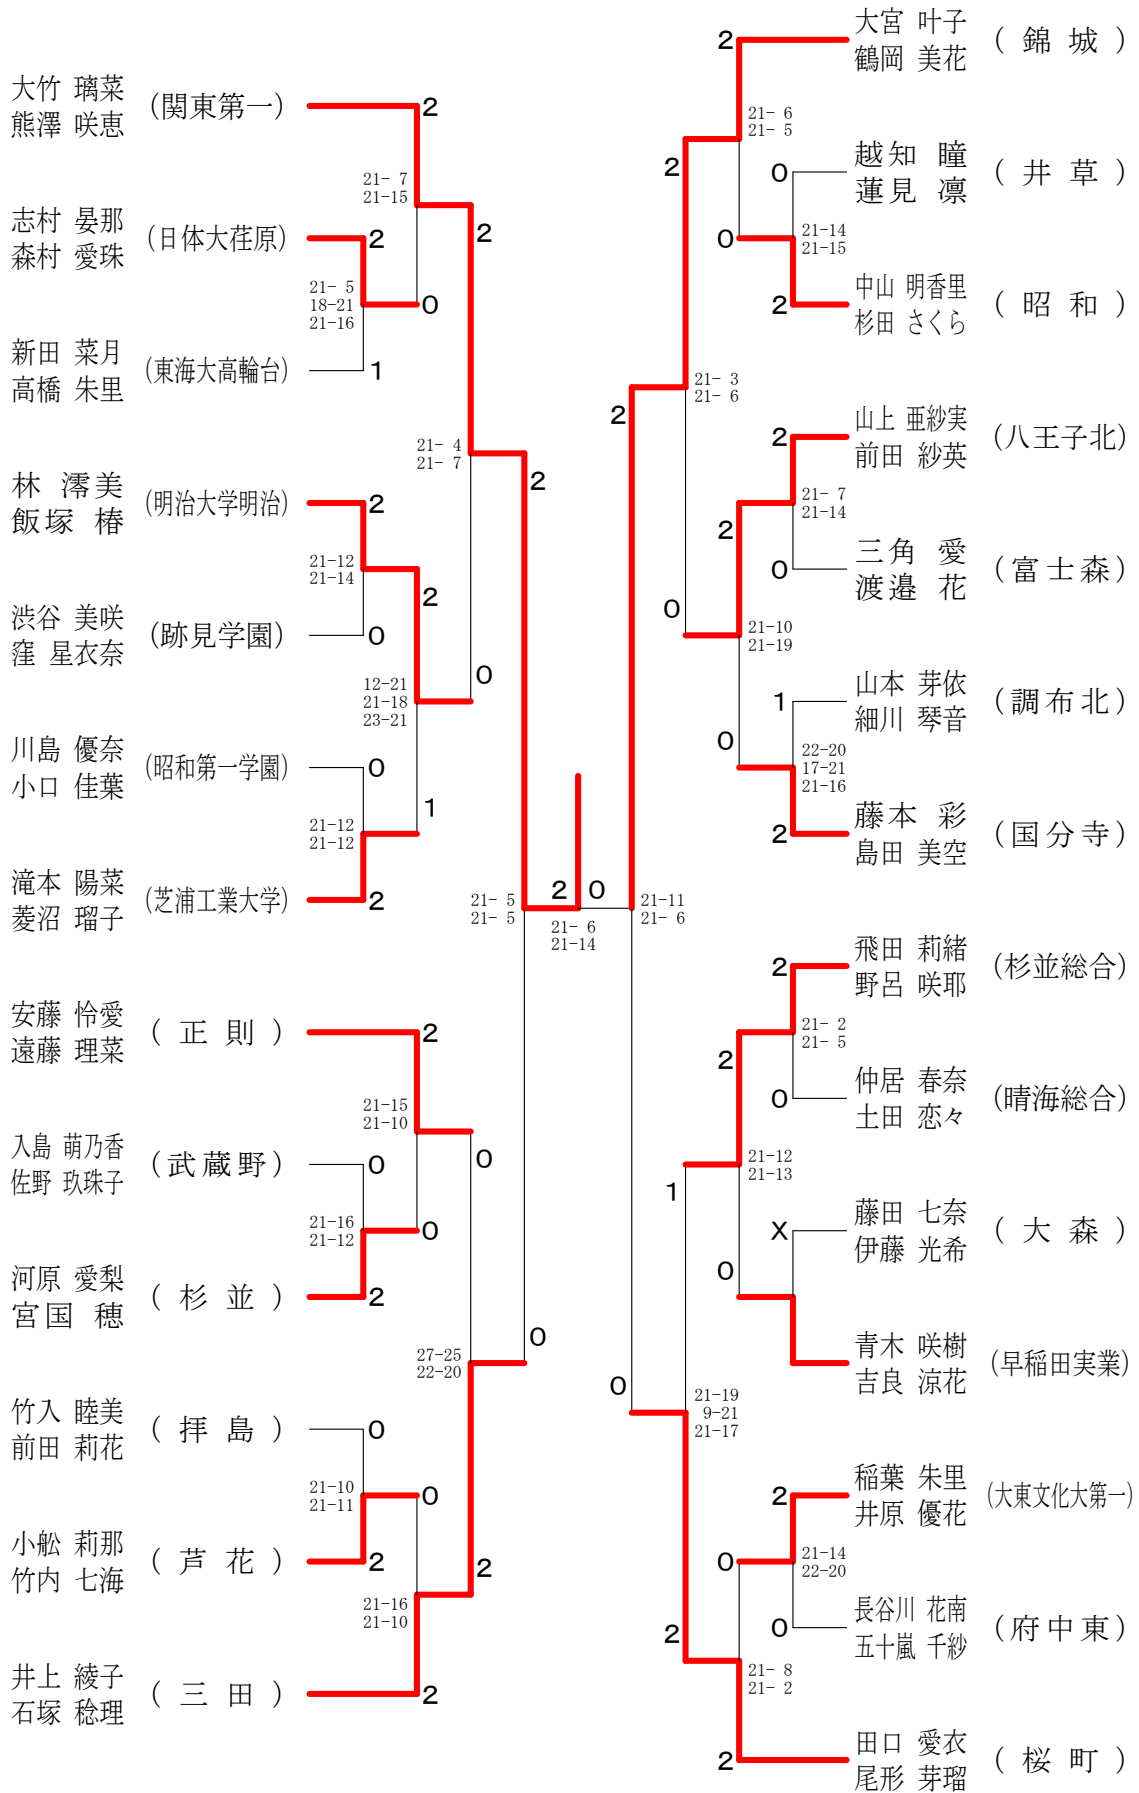 大竹 璃菜
熊澤 咲恵
(関東第一)
2
21- 7
21-15
志村 晏那
森村 愛珠
(日体大荏原)
2
2
21- 5
18-21
21-16
0
新田 菜月
高橋 朱里
(東海大高輪台)
1
21- 4
21- 7
2
林 澪美
飯塚 椿
(明治大学明治)
2
21-12
21-14
2
渋谷 美咲
窪 星衣奈
(跡見学園)
0
0
12-21
21-18
23-21
川島 優奈
小口 佳葉
(昭和第一学園)
0
1
21-12
21-12
滝本 陽菜
菱沼 瑠子
(芝浦工業大学)
2
21- 5
21- 5
安藤 怜愛
遠藤 理菜
( 正 則 )
2
21-15
21-10
入島 萌乃香
佐野 玖珠子
(武蔵野)
0
0
21-16
21-12
0
河原 愛梨
宮国 穂
( 杉 並 )
2
27-25
22-20
0
竹入 睦美
前田 莉花
( 拝 島 )
0
21-10
21-11
0
小舩 莉那
竹内 七海
( 芦 花 )
2
2
21-16
21-10
井上 綾子
石塚 稔理
( 三 田 )
2
2
0
21- 6
21-14
2
大宮 叶子
鶴岡 美花
( 錦 城 )
21- 6
21- 5
2
0
越知 瞳
蓮見 凛
( 井 草 )
0
21-14
21-15
2
中山 明香里
杉田 さくら
( 昭 和 )
21- 3
21- 6
2
2
山上 亜紗実
前田 紗英
(八王子北)
21- 7
21-14
2
0
三角 愛
渡邉 花
(富士森)
0
21-10
21-19
1
山本 芽依
細川 琴音
(調布北)
0
22-20
17-21
21-16
2
藤本 彩
島田 美空
(国分寺)
21-11
21- 6
2
飛田 莉緒
野呂 咲耶
(杉並総合)
21- 2
21- 5
2
0
仲居 春奈
土田 恋々
(晴海総合)
21-12
21-13
1
X
藤田 七奈
伊藤 光希
( 大 森 )
0
青木 咲樹
吉良 涼花
(早稲田実業)
0
21-19
9-21
21-17
2
稲葉 朱里
井原 優花
(大東文化大第一)
21-14
22-20
0
0
長谷川 花南
五十嵐 千紗
(府中東)
2
21- 8
21- 2
2
田口 愛衣
尾形 芽瑠
( 桜 町 )